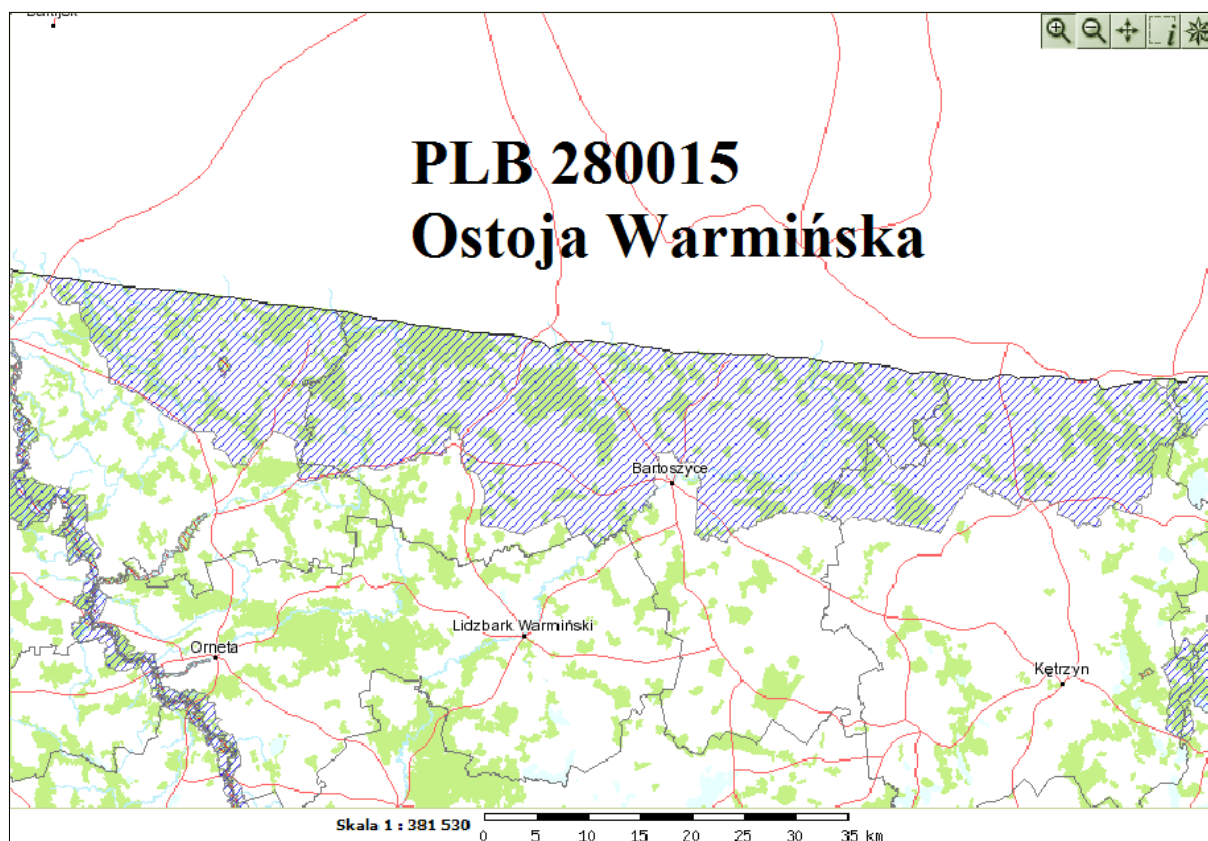 PLB 280015
Ostoja Warmińska
Bartoszyce
Lidzbark Warmiński
Orneta
Kętrzyn
Skala 1 : 381 530
0 5 10 15 20 25 30 35 km